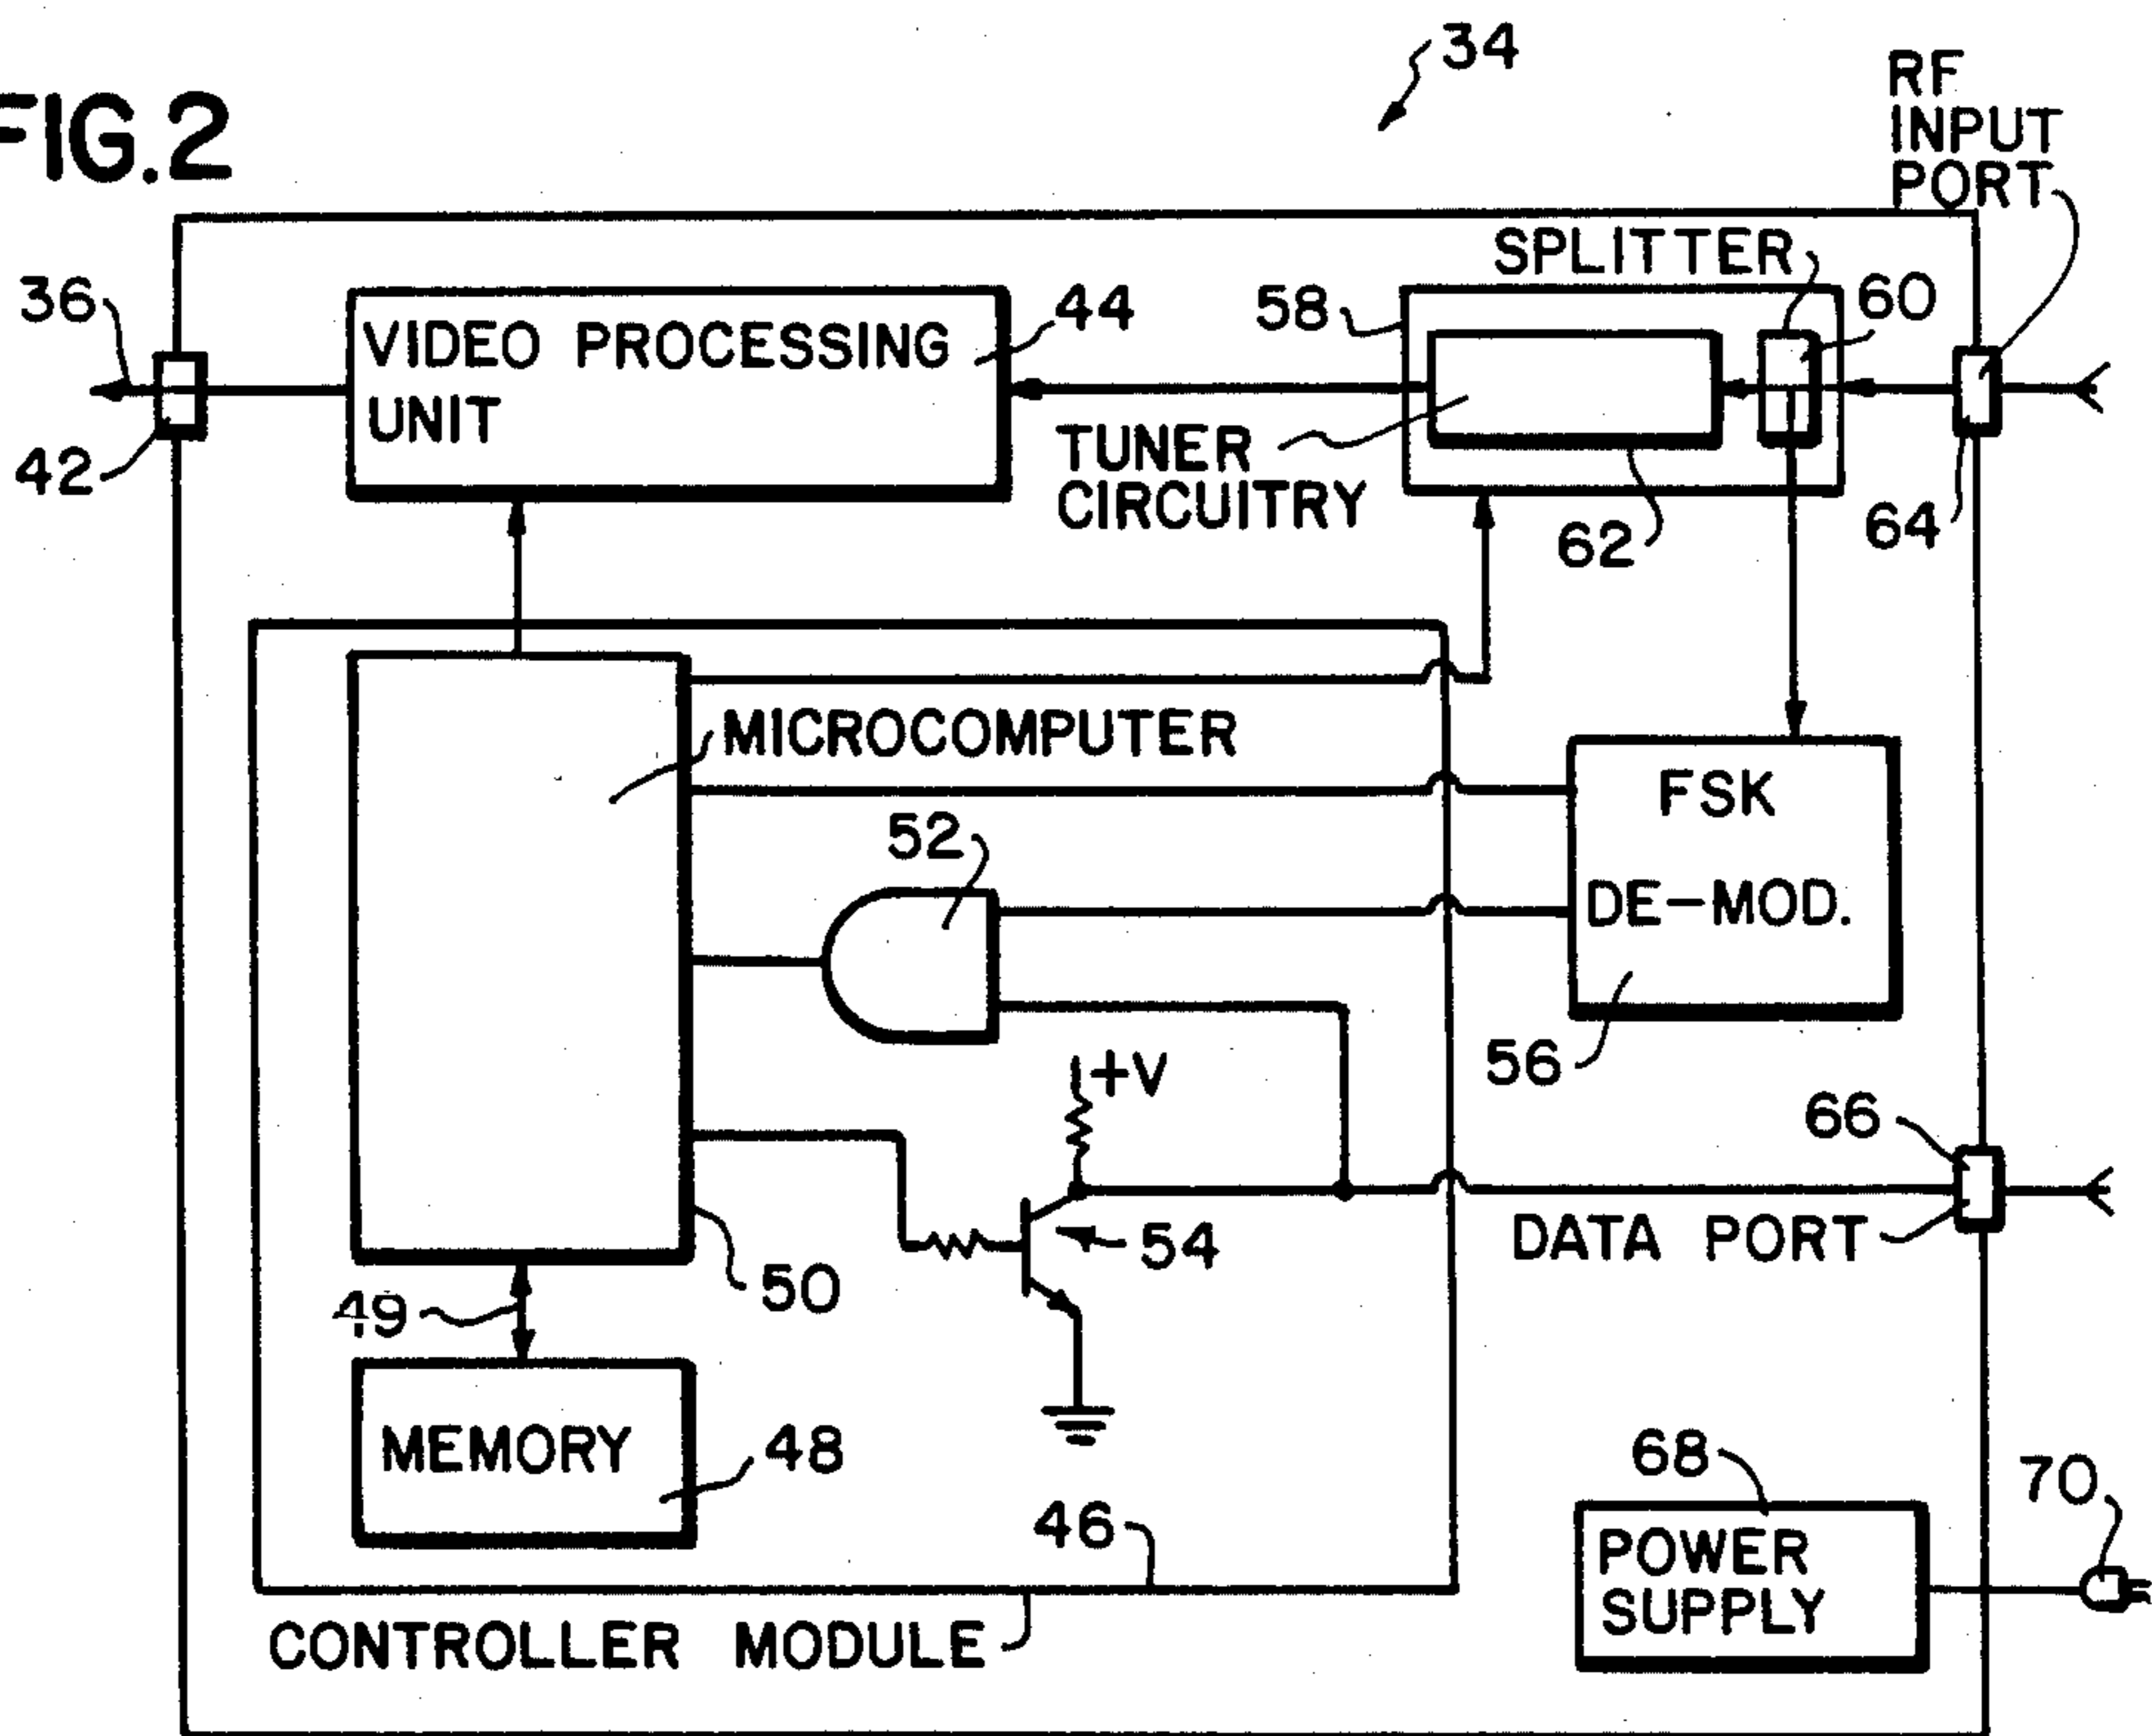 FIG.2
34
RF
INPUT
PORT
SPLITTER
36
VIDEO PROCESSING
UNIT
44
58
60
42
TUNER
CIRCUITRY
62
64
MICROCOMPUTER
FSK
DE-MOD.
52
56
+V
66
54
DATA PORT
50
49
MEMORY
48
46
68
70
POWER
SUPPLY
CONTROLLER MODULE